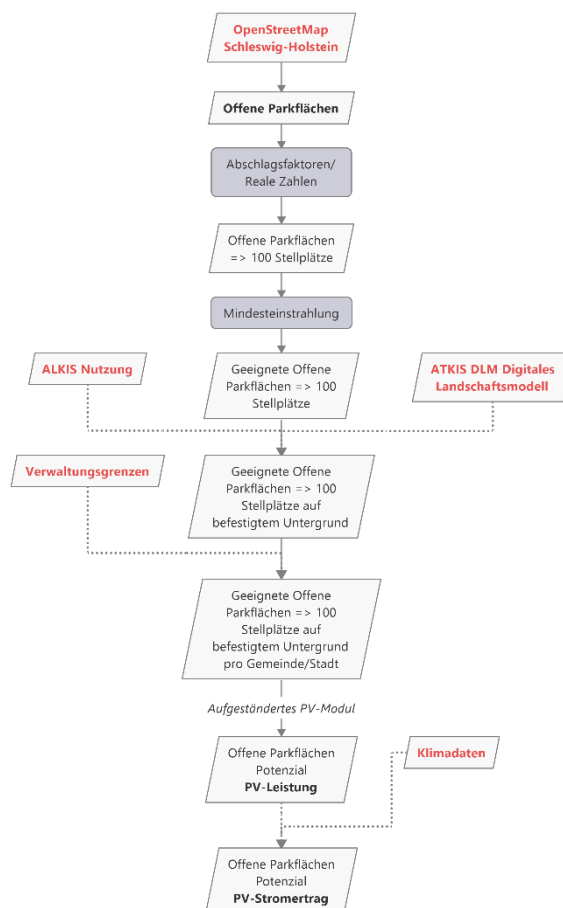 OpenStreetMap
Schleswig-Holstein
Offene Parkflächen
Abschlagsfaktoren/
Reale Zahlen
Offene Parkflächen
=> 100 Stellplätze
Mindesteinstrahlung
ALKIS Nutzung
Geeignete Offene
Parkflächen => 100
Stellplätze
ATKIS DLM Digitales
Landschaftsmodell
Verwaltungsgrenzen
Geeignete Offene
Parkflächen => 100
Stellplätze auf
befestigtem Untergrund
Geeignete Offene
Parkflächen => 100
Stellplätze auf
befestigtem Untergrund
pro Gemeinde/Stadt
Aufgeständertes PV-Modul
Offene Parkflächen
Potenzial
PV-Leistung
Klimadaten
Offene Parkflächen
Potenzial
PV-Stromertrag